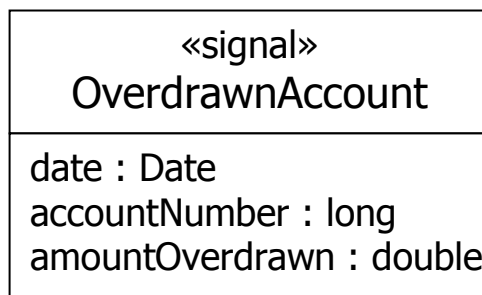 «signal»
OverdrawnAccount
date : Date
accountNumber : long
amountOverdrawn : double